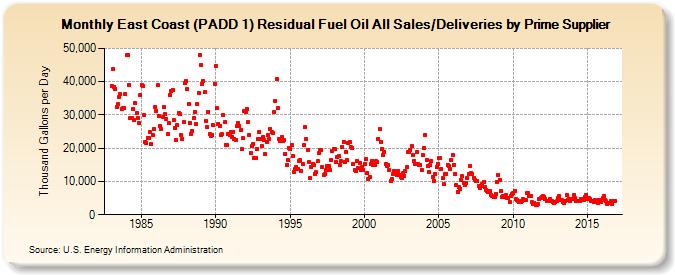 Monthly East Coast (PADD 1) Residual Fuel Oil All Sales/Deliveries by Prime Supplier
Thousand Gallons per Day
50,000
40,000
30,000
20,000
10,000
0
1985 1990 1995 2000 2005 2010 2015
Source: U.S. Energy Information Administration